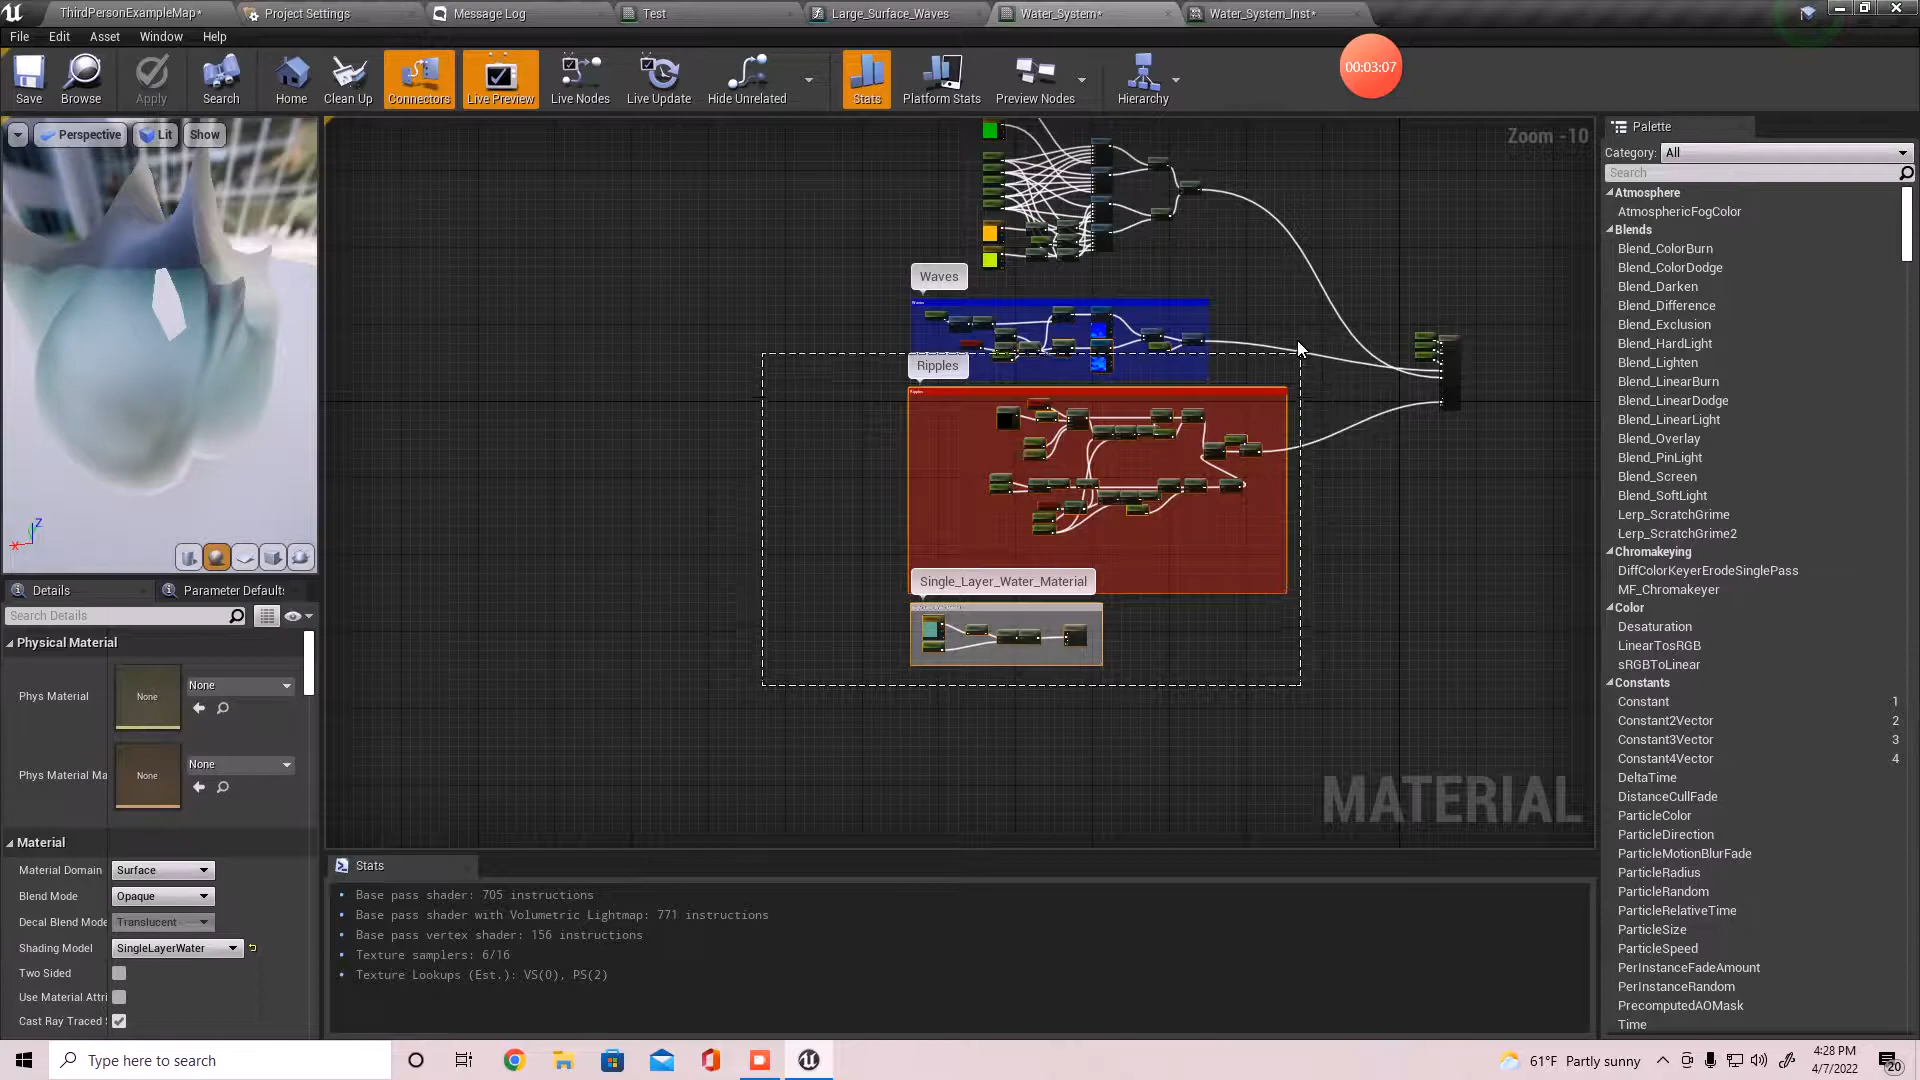 ThirdPersonExampleMap*
Project Settings
Message Log
Test
Large_Surface_Waves
Water_System*
Water_System_Inst*
File
Edit
Asset
Window
Help
Save
Browse
Apply
Search
Home
Clean Up
Connectors
Live Preview
Live Nodes
Live Update
Hide Unrelated
Stats
Platform Stats
Preview Nodes
Hierarchy
00:03:07
Perspective
Lit
Show
Zoom -10
Palette
Category:
All
Search
Atmosphere
AtmosphericFogColor
Blends
Blend_ColorBurn
Blend_ColorDodge
Blend_Darken
Blend_Difference
Blend_Exclusion
Blend_HardLight
Blend_Lighten
Blend_LinearBurn
Blend_LinearDodge
Blend_LinearLight
Blend_Overlay
Blend_PinLight
Blend_Screen
Blend_SoftLight
Lerp_ScratchGrime
Lerp_ScratchGrime2
Chromakeying
DiffColorKeyerErodeSinglePass
MF_Chromakeyer
Color
Desaturation
LinearTosRGB
sRGBToLinear
Constants
Constant 1
Constant2Vector 2
Constant3Vector 3
Constant4Vector 4
DeltaTime
DistanceCullFade
ParticleColor
ParticleDirection
ParticleMotionBlurFade
ParticleRadius
ParticleRandom
ParticleRelativeTime
ParticleSize
ParticleSpeed
PerInstanceFadeAmount
PerInstanceRandom
PrecomputedAOMask
Time
Waves
Waves
Ripples
Ripples
Single_Layer_Water_Material
MATERIAL
Z
X
Details
Parameter Defaults
Search Details
Physical Material
Phys Material
None
None
Phys Material Ma
None
None
Material
Material Domain
Surface
Blend Mode
Opaque
Decal Blend Mode
Translucent
Shading Model
SingleLayerWater
Two Sided
Use Material Attri
Cast Ray Traced S
Stats
• Base pass shader: 705 instructions
• Base pass shader with Volumetric Lightmap: 771 instructions
• Base pass vertex shader: 156 instructions
• Texture samplers: 6/16
• Texture Lookups (Est.): VS(0), PS(2)
Type here to search
61°F Partly sunny
4:28 PM
4/7/2022
20